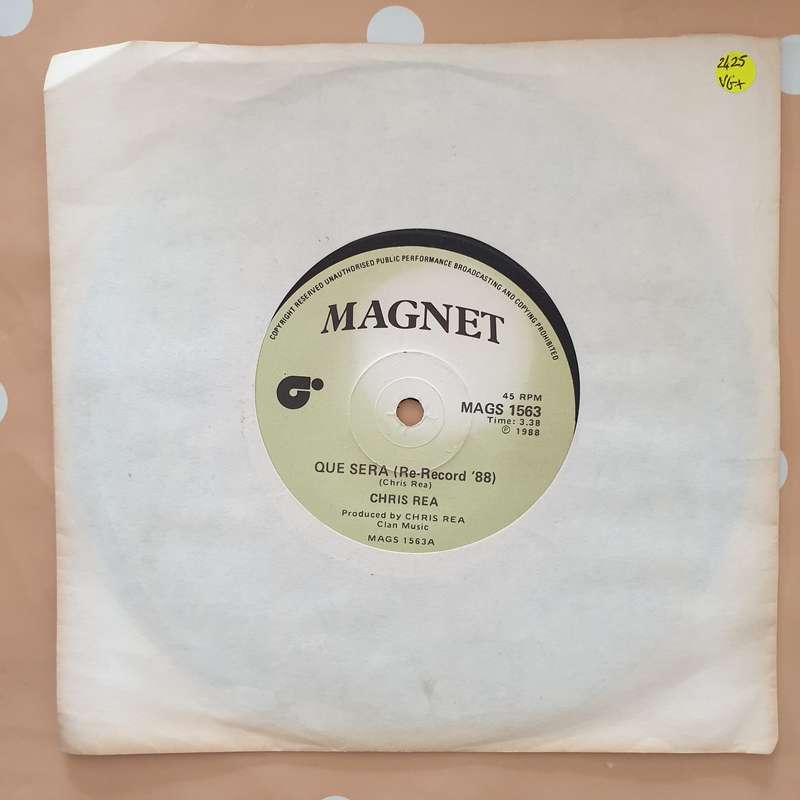 2425
VG+
COPYRIGHT RESERVED UNAUTHORISED PUBLIC PERFORMANCE BROADCASTING AND COPYING PROHIBITED
MAGNET
45 RPM
MAGS 1563
Time: 3.38
℗ 1988
QUE SERA (Re-Record '88)
(Chris Rea)
CHRIS REA
Produced by CHRIS REA
Clan Music
MAGS 1563A